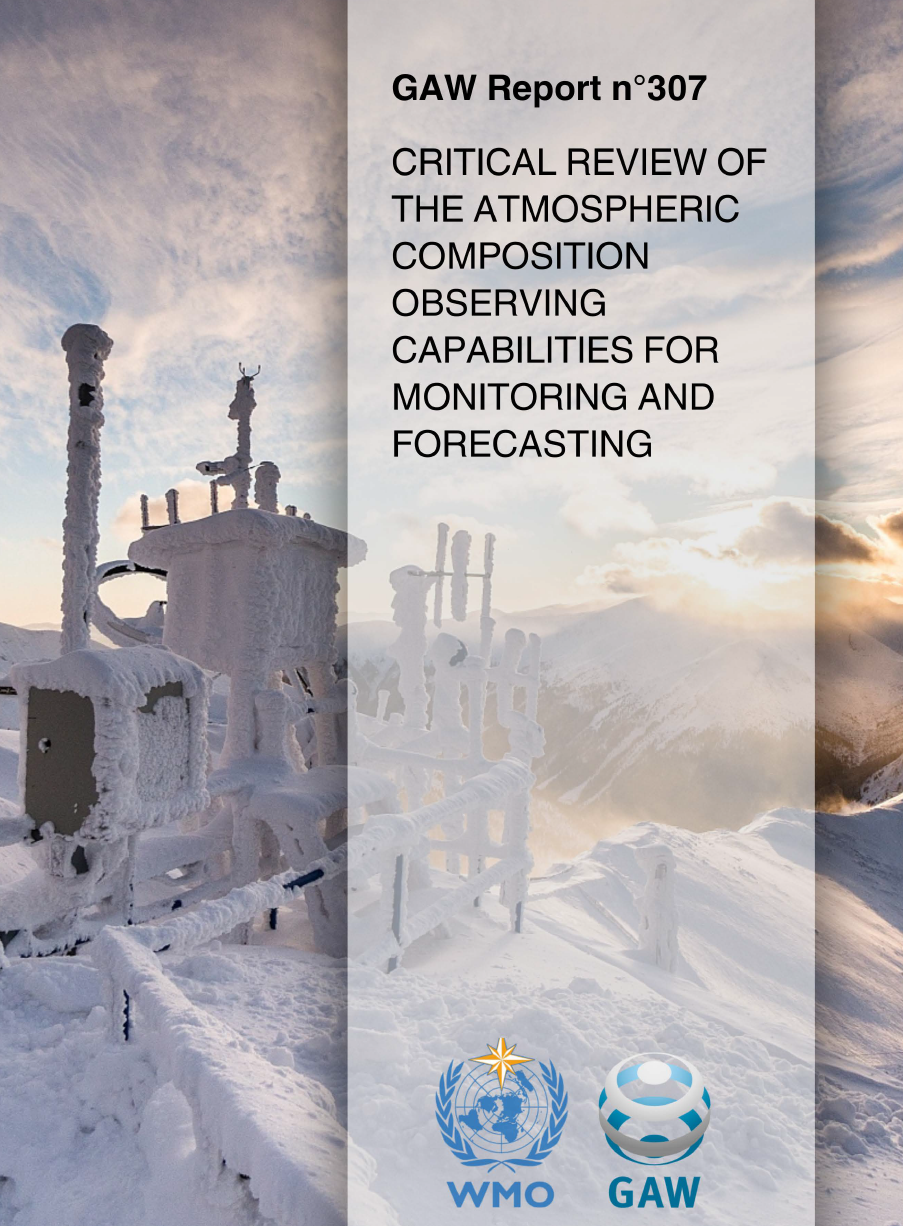 GAW Report n°307
CRITICAL REVIEW OF
THE ATMOSPHERIC
COMPOSITION
OBSERVING
CAPABILITIES FOR
MONITORING AND
FORECASTING
WMO
GAW